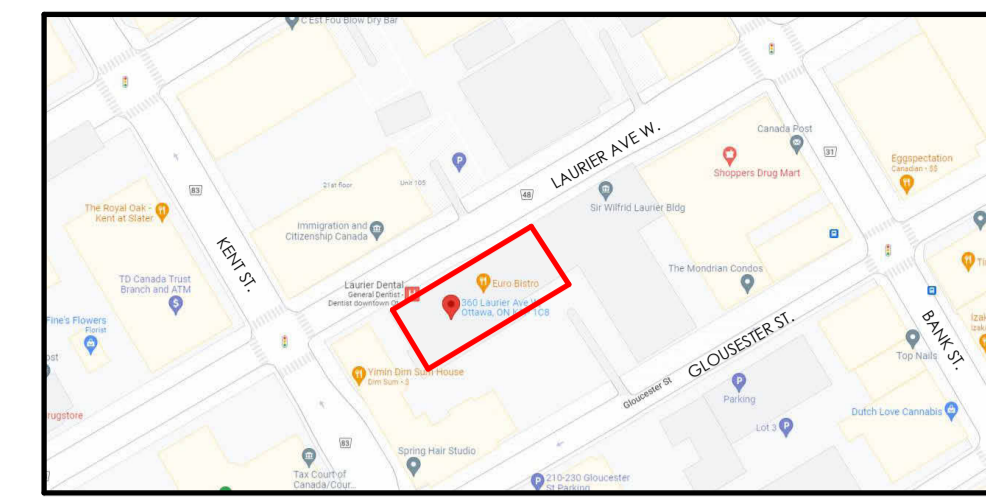 C'Est Fou Blow Dry Bar
Canada Post
31
Eggspectation
Canadian · $$
Shoppers Drug Mart
LAURIER AVE W.
48
P
21st floor
Unit 105
83
The Royal Oak -
Kent at Slater
Immigration and
Citizenship Canada
Sir Wilfrid Laurier Bldg
KENT ST.
TD Canada Trust
Branch and ATM
$
Laurier Dental
General Dentist -
Dentist downtown
Euro Bistro
360 Laurier Ave
Ottawa, ON 1C8
The Mondrian Condos
Fine's Flowers
Florist
BANK ST.
GLOUSESTER ST.
Top Nails
Yimin Dim Sum House
Dim Sum · $
Gloucester St
P
Parking
Dutch Love Cannabis
rugstore
Lot 3
P
83
Spring Hair Studio
Tax Court of
Canada/Cour...
P
210-230 Gloucester
St Parking